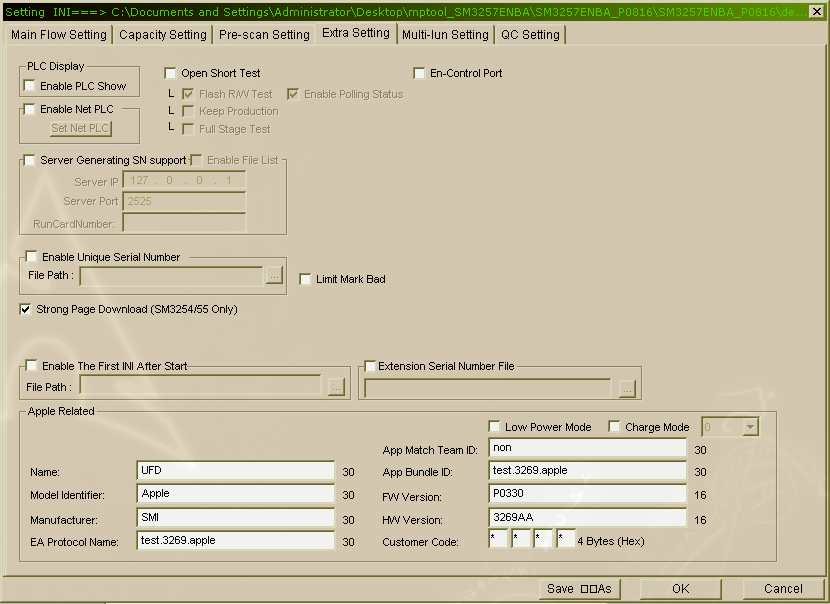 Setting INI===> C:\Documents and Settings\Administrator\Desktop\mptool_SM3257ENBA\SM3257ENBA_P0816\SM3257ENBA_P0816\de...
Main Flow Setting Capacity Setting Pre-scan Setting Extra Setting Multi-lun Setting QC Setting
PLC Display
Enable PLC Show
Enable Net PLC
Set Net PLC
Open Short Test
Flash R/W Test Enable Polling Status
Keep Production
Full Stage Test
En-Control Port
Server Generating SN support Enable File List
Server IP 127 . 0 . 0 . 1
Server Port 2525
RunCardNumber:
Enable Unique Serial Number
File Path : ...
Limit Mark Bad
Strong Page Download (SM3254/55 Only)
Enable The First INI After Start
File Path : ...
Extension Serial Number File
...
Apple Related
Low Power Mode Charge Mode 0
App Match Team ID: non 30
Name: UFD 30 App Bundle ID: test.3269.apple 30
Model Identifier: Apple 30 FW Version: P0330 16
Manufacturer: SMI 30 HW Version: 3269AA 16
EA Protocol Name: test.3269.apple 30 Customer Code: * * * * 4 Bytes (Hex)
Save □□As OK Cancel